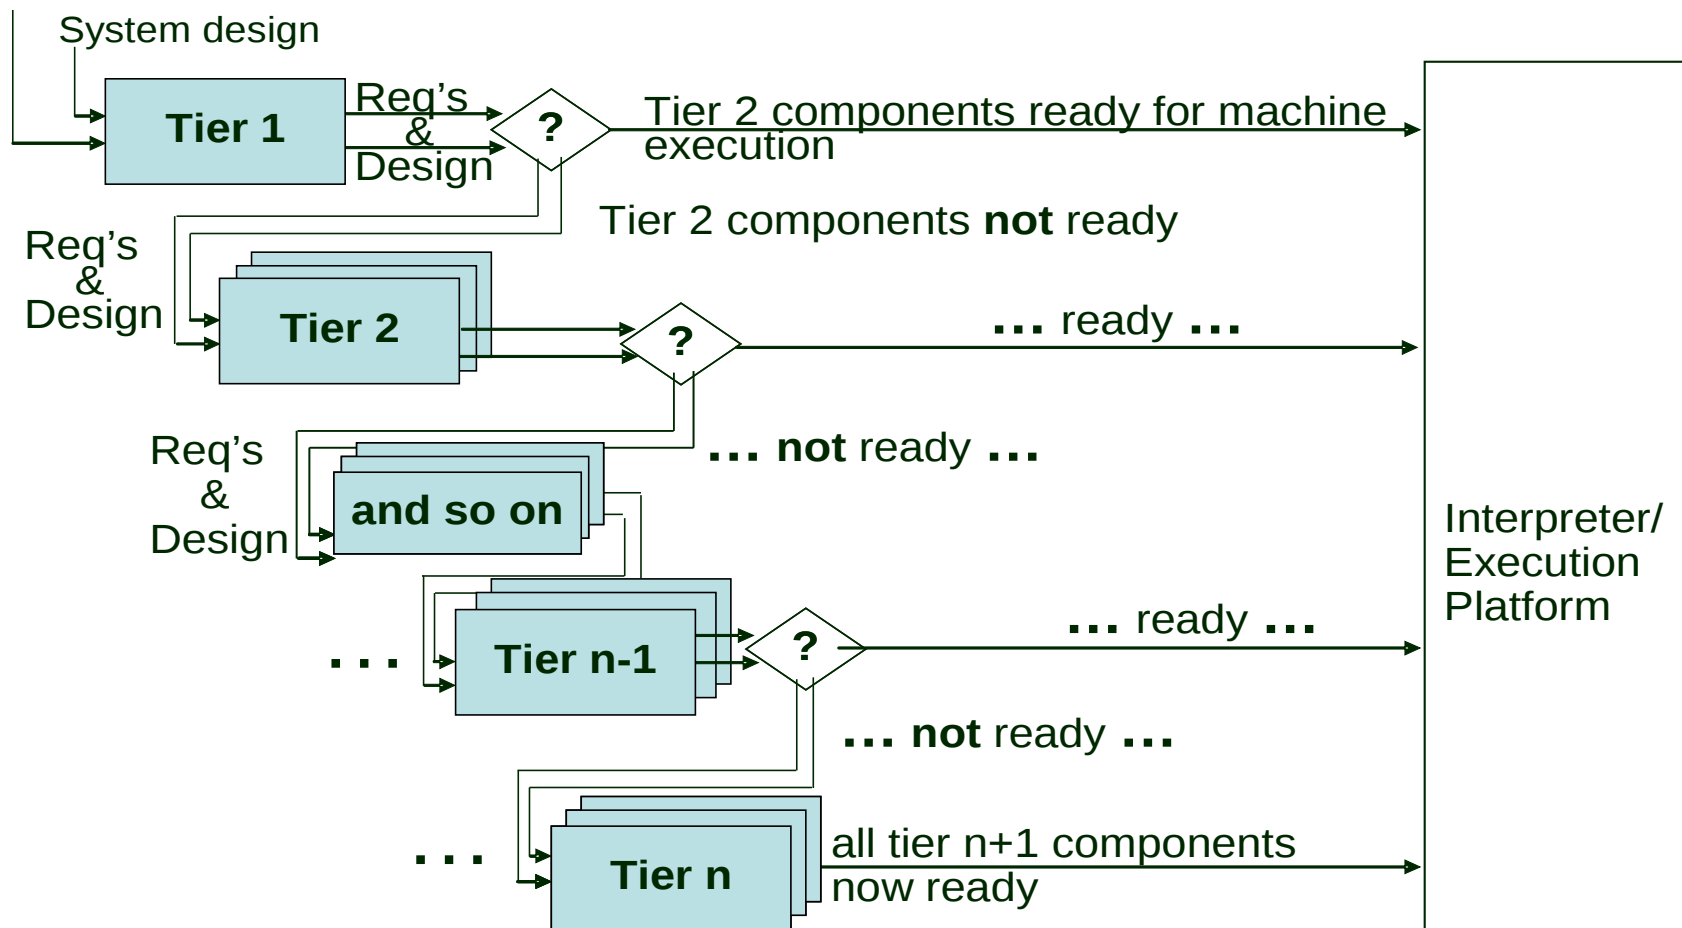 System design
Req's
&
Design
Tier 1
?
Tier 2 components ready for machine
execution
Tier 2 components not ready
Req's
&
Design
Tier 2
?
... ready ...
... not ready ...
Req's
&
Design
and so on
Interpreter/
Execution
Platform
... ready ...
?
Tier n-1
...
... not ready ...
...
Tier n
all tier n+1 components
now ready